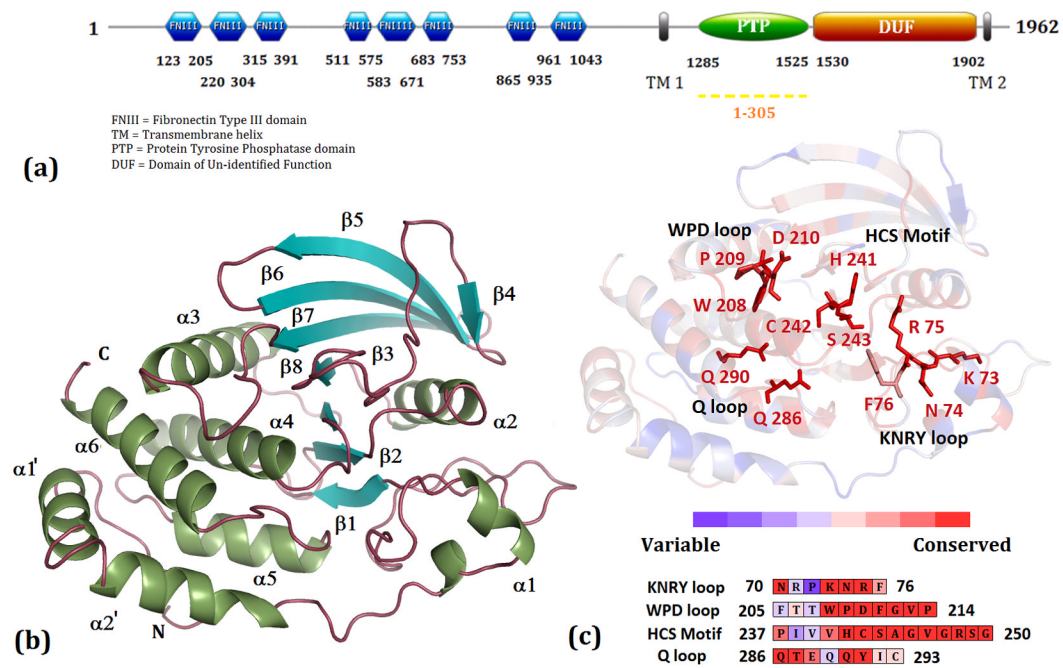 1
FNIII FNIII FNIII FNIII FNIII FNIII FNIII FNIII
PTP
DUF
1962
123 205
315 391
511 575
683 753
961 1043
220 304
583 671
865 935
TM 1
1285
1525
1530
1902
TM 2
1-305
FNIII = Fibronectin Type III domain
TM = Transmembrane helix
PTP = Protein Tyrosine Phosphatase domain
DUF = Domain of Un-identified Function
(a)
β5
β6
β4
β7
α3
β3
C
β8
α2
α4
α6
β2
α1'
β1
α5
α1
α2'
N
(b)
WPD loop
D 210
HCS Motif
P 209
H 241
W 208
C 242
R 75
S 243
Q 290
K 73
Q loop
F76
N 74
Q 286
KNRY loop
Variable
Conserved
KNRY loop 70 N R P K N R F 76
WPD loop 205 F T T W P D F G V P 214
HCS Motif 237 P I V V H C S A G V G R S G 250
Q loop 286 Q T E Q Q Y I C 293
(c)